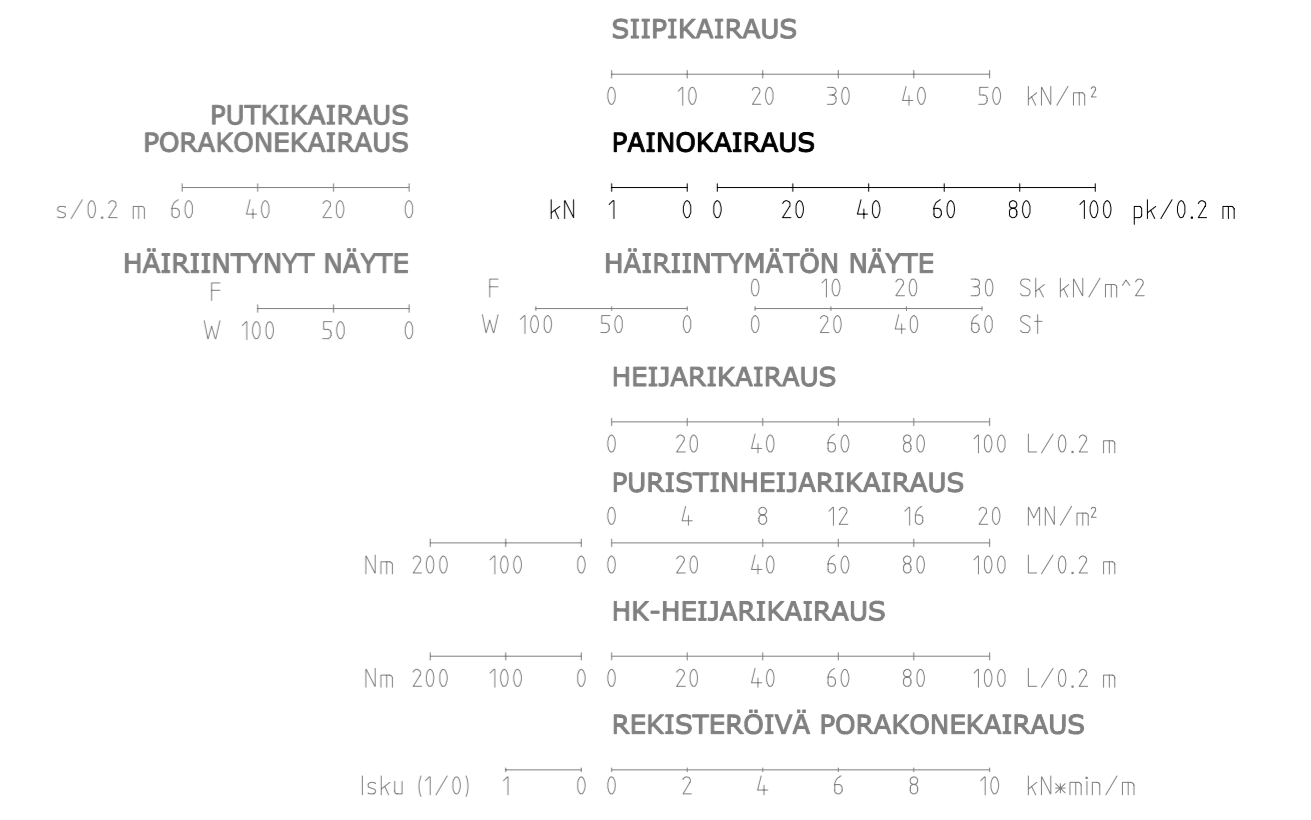 SIIPIKAIRAUS
0 10 20 30 40 50 kN/m²
PUTKIKAIRAUS
PORAKONEKAIRAUS
s/0.2 m 60 40 20 0
PAINOKAIRAUS
kN 1 0 0 20 40 60 80 100 pk/0.2 m
HÄIRIINTYNYT NÄYTE
F
W 100 50 0
HÄIRIINTYMÄTÖN NÄYTE
F 0 10 20 30 Sk kN/m^2
W 100 50 0 0 20 40 60 St
HEIJARIKAIRAUS
0 20 40 60 80 100 L/0.2 m
PURISTINHEIJARIKAIRAUS
0 4 8 12 16 20 MN/m²
Nm 200 100 0 0 20 40 60 80 100 L/0.2 m
HK-HEIJARIKAIRAUS
Nm 200 100 0 0 20 40 60 80 100 L/0.2 m
REKISTERÖIVÄ PORAKONEKAIRAUS
Isku (1/0) 1 0 0 2 4 6 8 10 kN*min/m